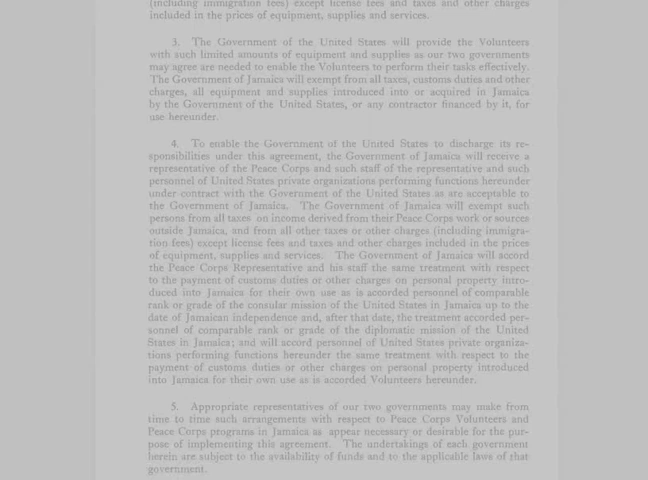 (including immigration fees) except license fees and taxes and other charges
included in the prices of equipment, supplies and services.
3. The Government of the United States will provide the Volunteers
with such limited amounts of equipment and supplies as our two governments
may agree are needed to enable the Volunteers to perform their tasks effectively.
The Government of Jamaica will exempt from all taxes, customs duties and other
charges, all equipment and supplies introduced into or acquired in Jamaica
by the Government of the United States, or any contractor financed by it, for
use hereunder.
4. To enable the Government of the United States to discharge its re-
sponsibilities under this agreement, the Government of Jamaica will receive a
representative of the Peace Corps and such staff of the representative and such
personnel of United States private organizations performing functions hereunder
under contract with the Government of the United States as are acceptable to
the Government of Jamaica. The Government of Jamaica will exempt such
persons from all taxes on income derived from their Peace Corps work or sources
outside Jamaica, and from all other taxes or other charges (including immigra-
tion fees) except license fees and taxes and other charges included in the prices
of equipment, supplies and services. The Government of Jamaica will accord
the Peace Corps Representative and his staff the same treatment with respect
to the payment of customs duties or other charges on personal property intro-
duced into Jamaica for their own use as is accorded personnel of comparable
rank or grade of the consular mission of the United States in Jamaica up to the
date of Jamaican independence and, after that date, the treatment accorded per-
sonnel of comparable rank or grade of the diplomatic mission of the United
States in Jamaica; and will accord personnel of United States private organiza-
tions performing functions hereunder the same treatment with respect to the
payment of customs duties or other charges on personal property introduced
into Jamaica for their own use as is accorded Volunteers hereunder.
5. Appropriate representatives of our two governments may make from
time to time such arrangements with respect to Peace Corps Volunteers and
Peace Corps programs in Jamaica as appear necessary or desirable for the pur-
pose of implementing this agreement. The undertakings of each government
herein are subject to the availability of funds and to the applicable laws of that
government.